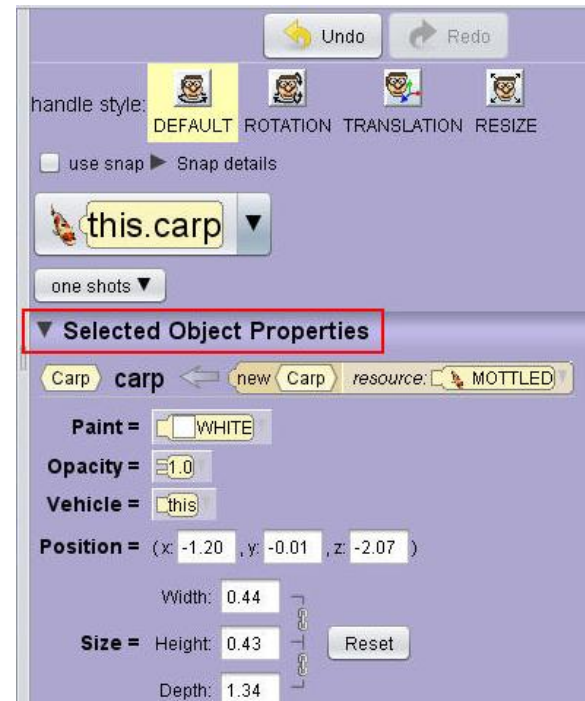 Undo Redo
handle style:
DEFAULT ROTATION TRANSLATION RESIZE
use snap ▶ Snap details
this.carp ▼
one shots ▼
▼ Selected Object Properties
Carp carp new Carp resource: MOTTLED
Paint = WHITE
Opacity = 1.0
Vehicle = this
Position = (x: -1.20 , y: -0.01 , z: -2.07 )
Width: 0.44
Size = Height: 0.43 Reset
Depth: 1.34